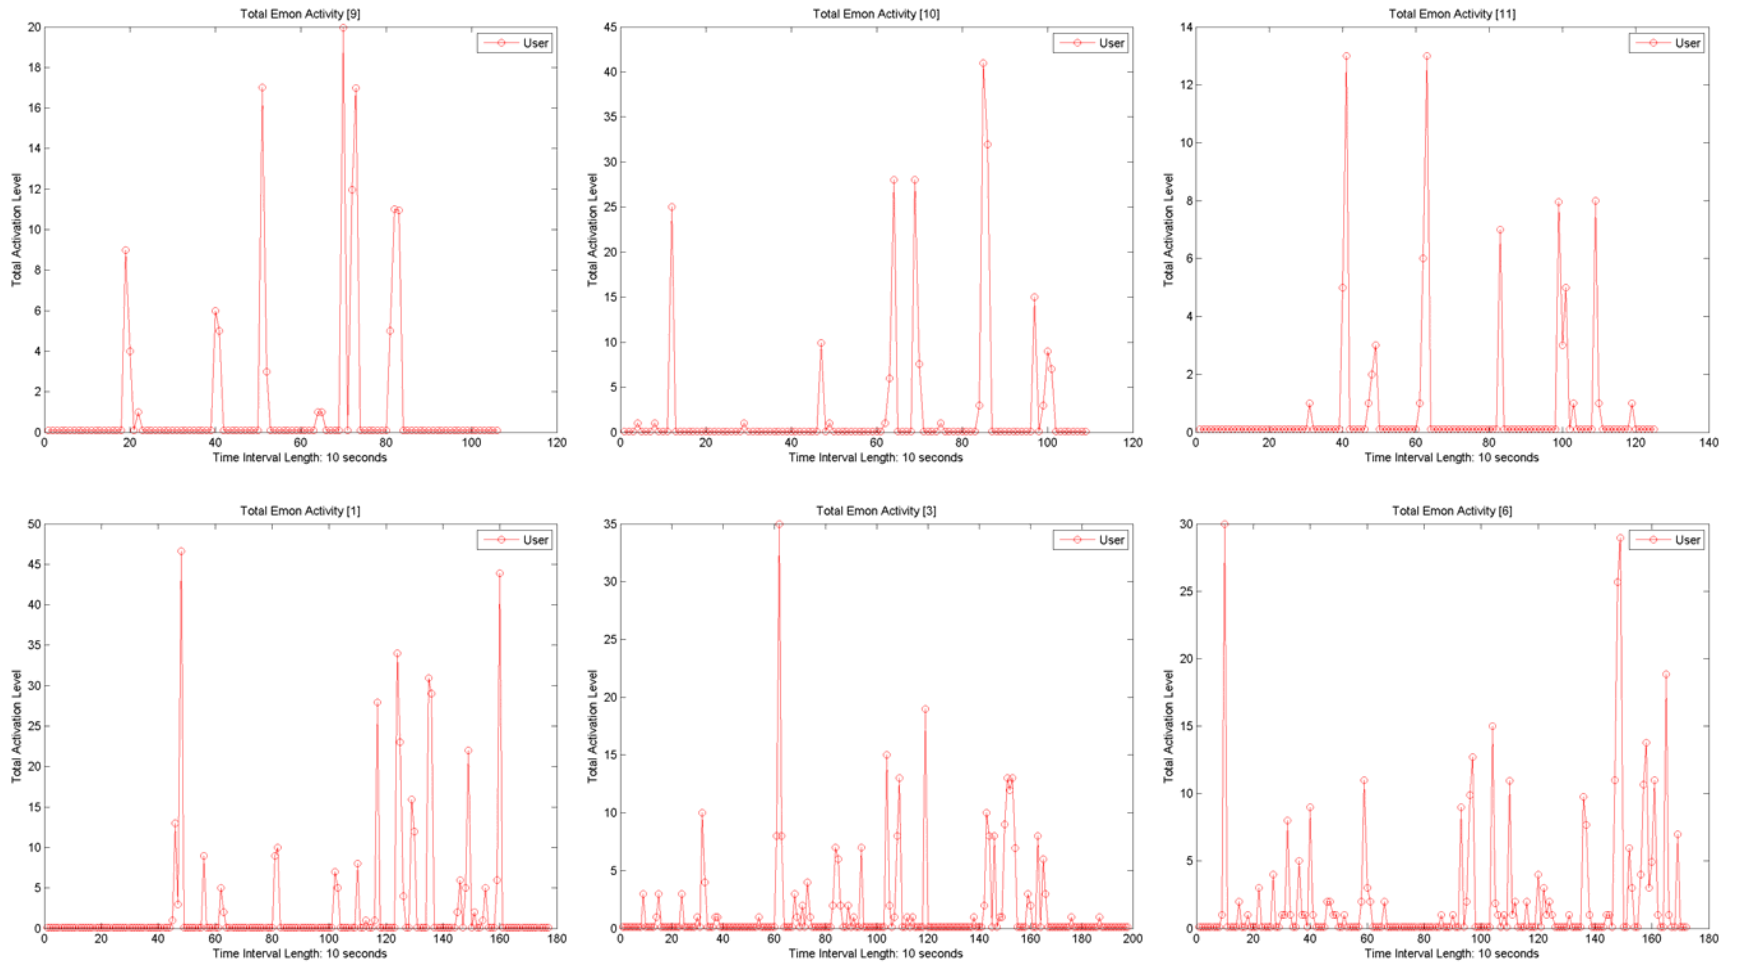 Total Emon Activity [9]
User
Total Activation Level
20
18
16
14
12
10
8
6
4
2
0
0 20 40 60 80 100 120
Time Interval Length: 10 seconds
Total Emon Activity [10]
User
Total Activation Level
45
40
35
30
25
20
15
10
5
0
0 20 40 60 80 100 120
Time Interval Length: 10 seconds
Total Emon Activity [11]
User
Total Activation Level
14
12
10
8
6
4
2
0
0 20 40 60 80 100 120 140
Time Interval Length: 10 seconds
Total Emon Activity [1]
User
Total Activation Level
50
45
40
35
30
25
20
15
10
5
0
0 20 40 60 80 100 120 140 160 180
Time Interval Length: 10 seconds
Total Emon Activity [3]
User
Total Activation Level
35
30
25
20
15
10
5
0
0 20 40 60 80 100 120 140 160 180 200
Time Interval Length: 10 seconds
Total Emon Activity [6]
User
Total Activation Level
30
25
20
15
10
5
0
0 20 40 60 80 100 120 140 160 180
Time Interval Length: 10 seconds